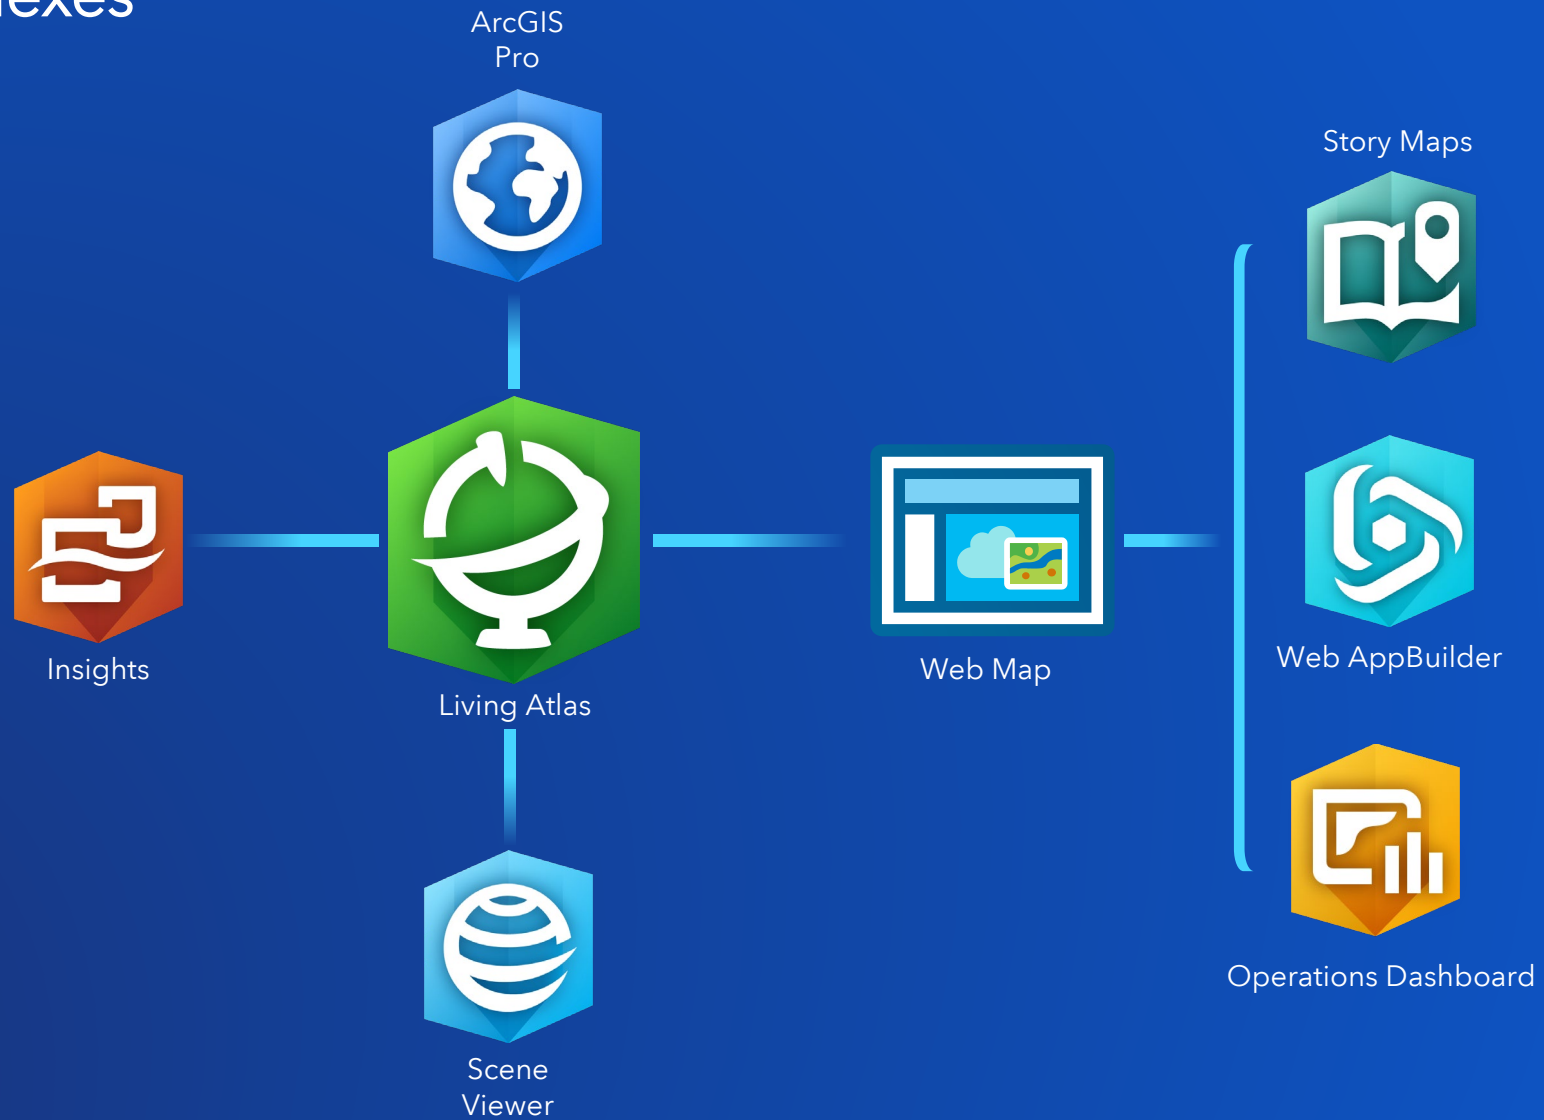 ArcGIS
Pro
Story Maps
Insights
Living Atlas
Web Map
Web AppBuilder
Operations Dashboard
Scene
Viewer